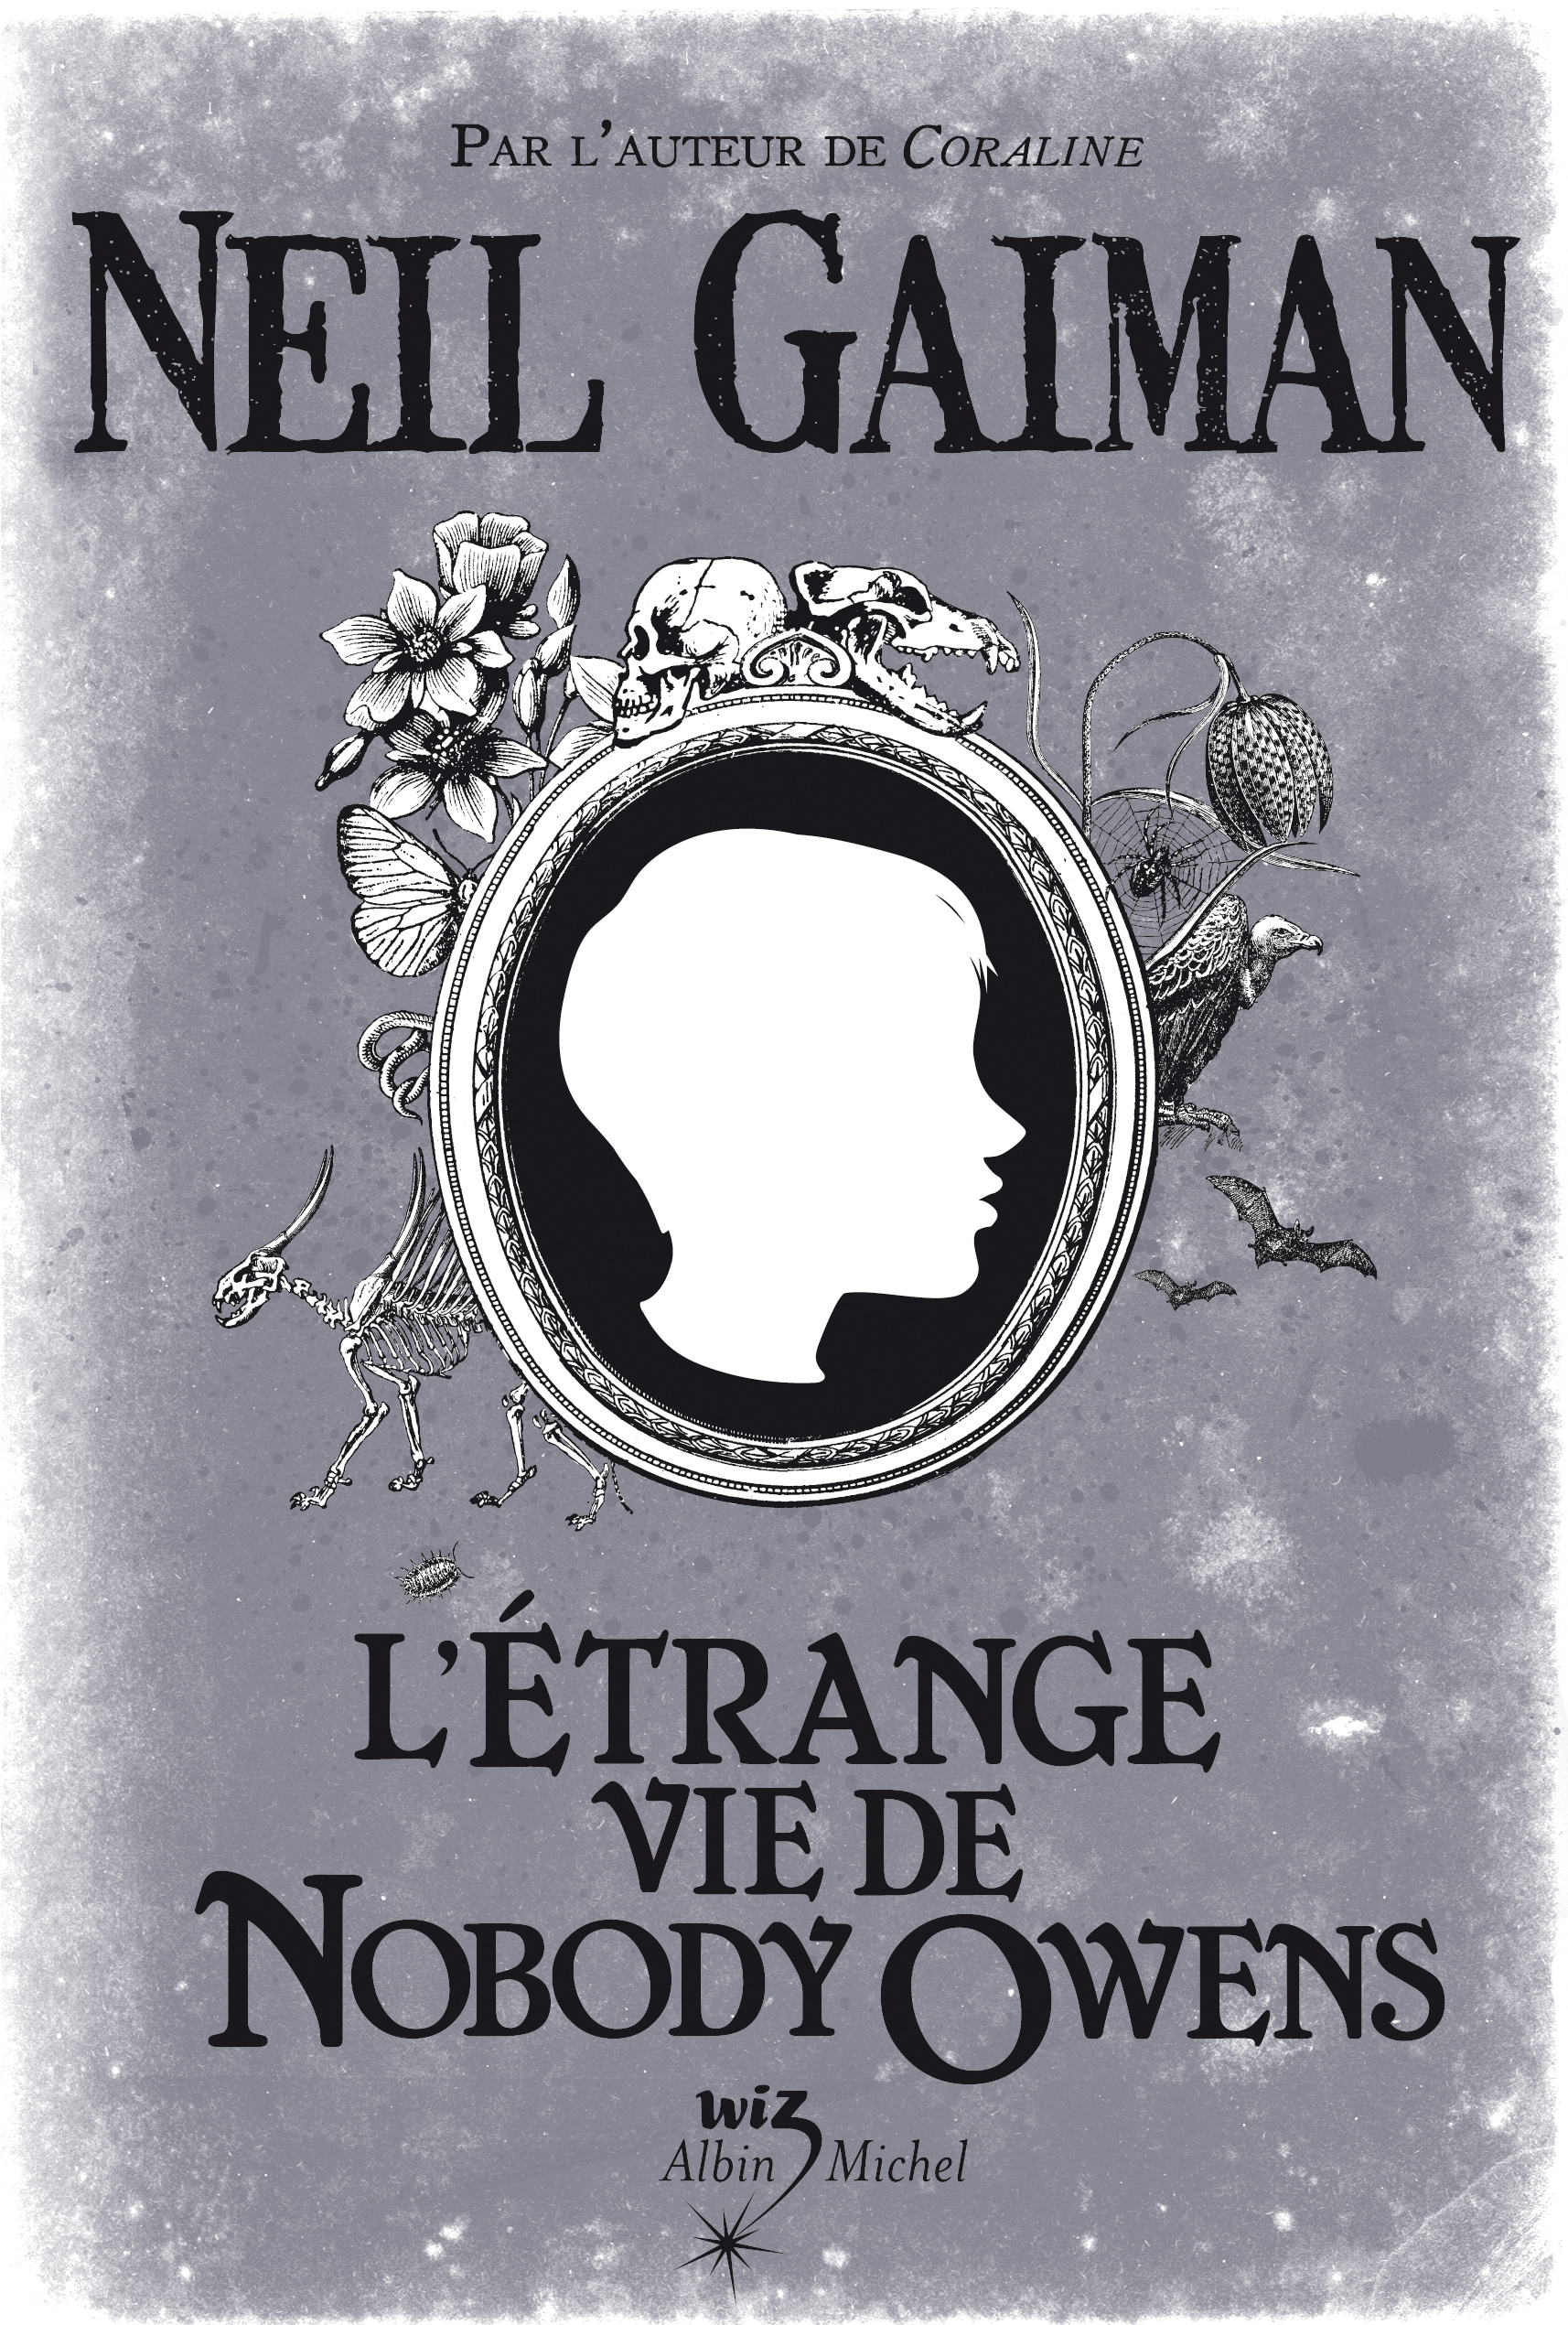 PAR L'AUTEUR DE CORALINE
NEIL GAIMAN
L'ÉTRANGE
VIE DE
NOBODY OWENS
wiz
Albin Michel